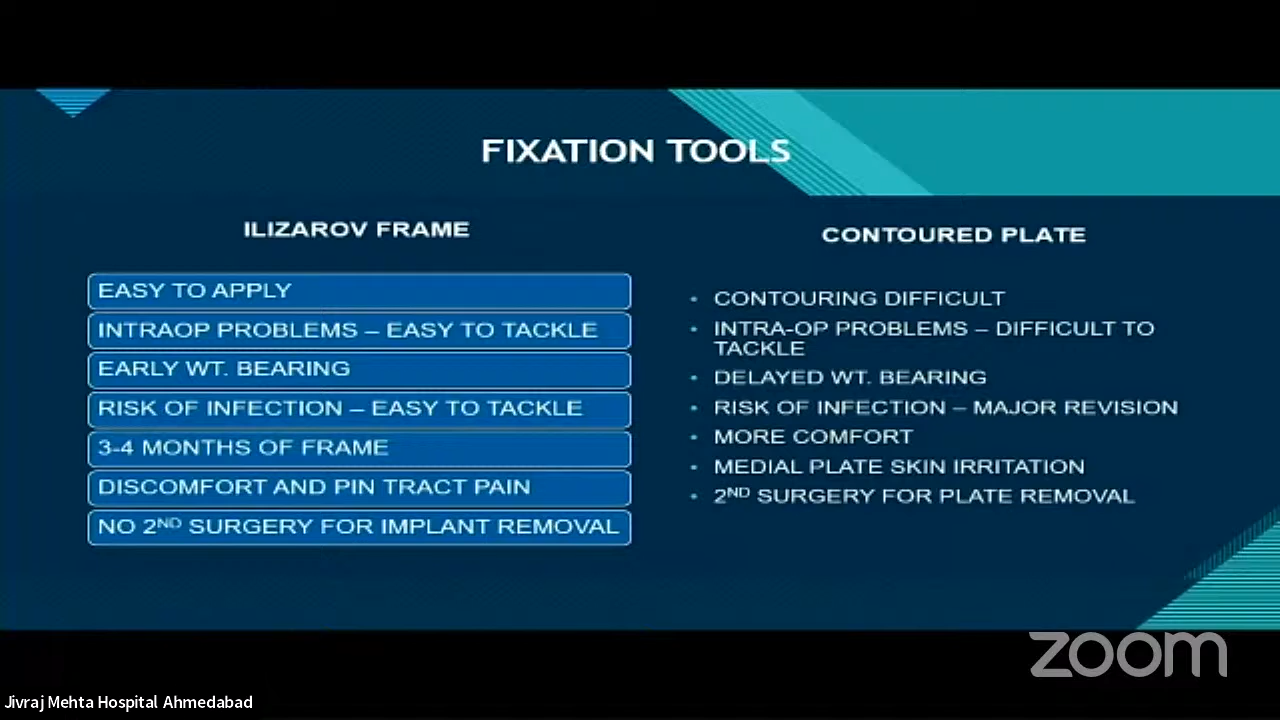 FIXATION TOOLS
ILIZAROV FRAME
EASY TO APPLY
INTRAOP PROBLEMS – EASY TO TACKLE
EARLY WT. BEARING
RISK OF INFECTION – EASY TO TACKLE
3-4 MONTHS OF FRAME
DISCOMFORT AND PIN TRACT PAIN
NO 2ND SURGERY FOR IMPLANT REMOVAL
CONTOURED PLATE
• CONTOURING DIFFICULT
• INTRA-OP PROBLEMS – DIFFICULT TO
TACKLE
• DELAYED WT. BEARING
• RISK OF INFECTION – MAJOR REVISION
• MORE COMFORT
• MEDIAL PLATE SKIN IRRITATION
• 2ND SURGERY FOR PLATE REMOVAL
zoom
Jivraj Mehta Hospital Ahmedabad